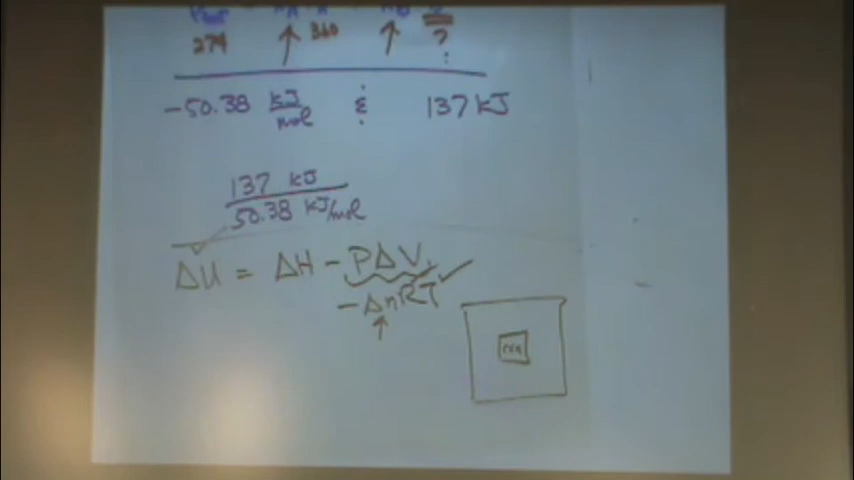 274 360 ?
-50.38 kJ/mol & 137 kJ
137 kJ
50.38 kJ/mol
ΔU = ΔH - PΔV
- ΔnRT
rxn